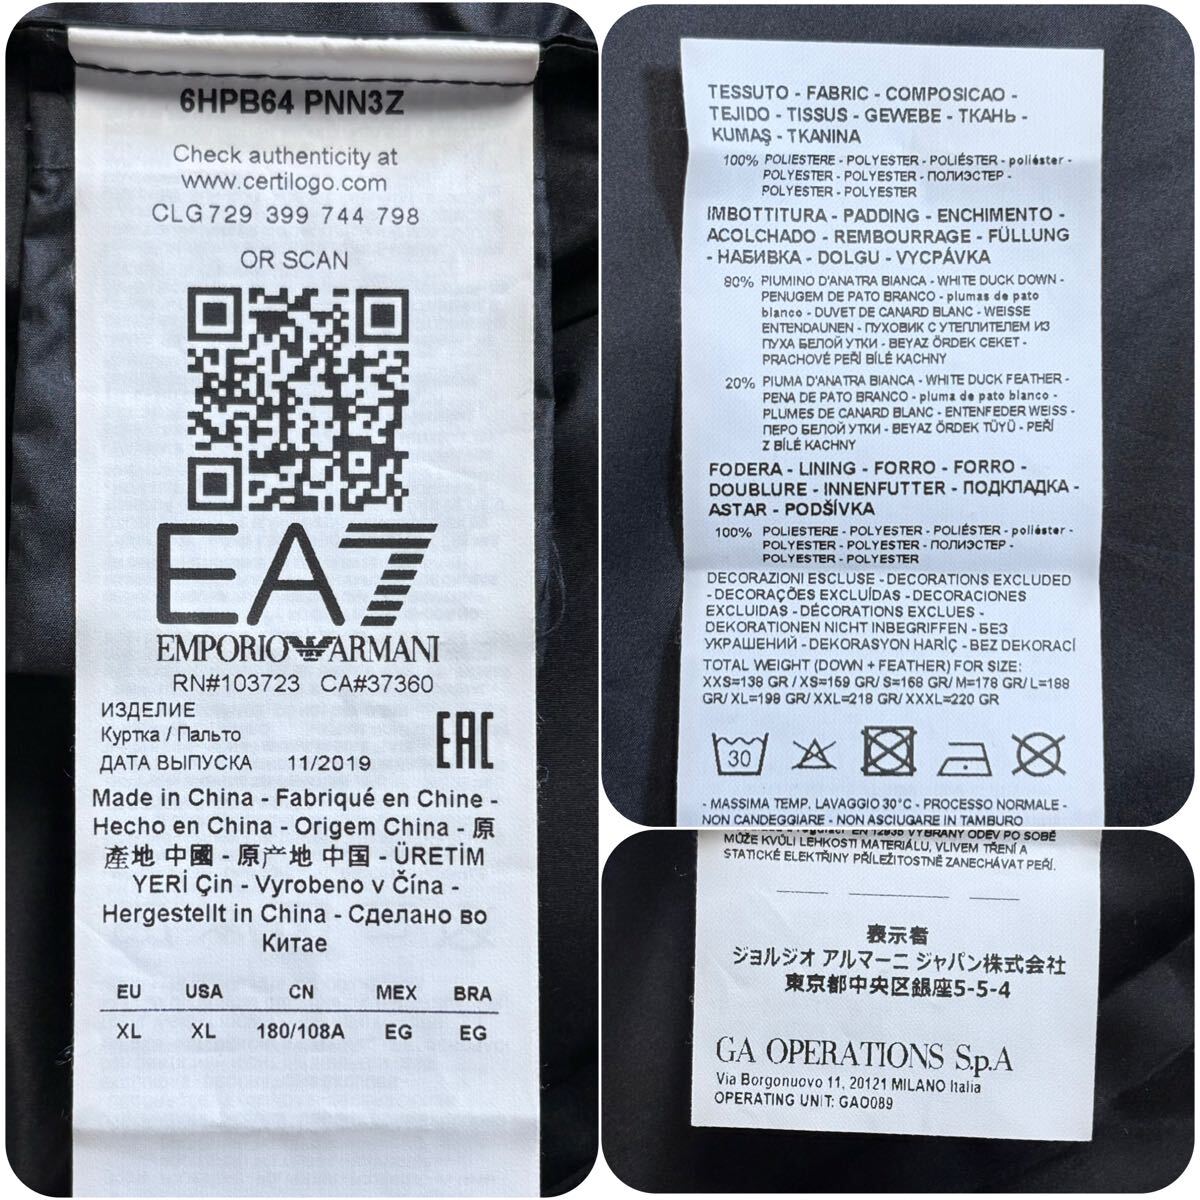 6HPB64 PNN3Z
Check authenticity at
www.certilogo.com
CLG 729 399 744 798
OR SCAN
EA7
EMPORIO ARMANI
RN#103723 CA#37360
ИЗДЕЛИЕ
Куртка / Пальто
ДАТА ВЫПУСКА 11/2019
EAC
Made in China - Fabriqué en Chine -
Hecho en China - Origem China - 原
產地 中國 - 原产地 中国 - ÜRETİM
YERİ Çin - Vyrobeno v Čína -
Hergestellt in China - Сделано во
Китае
EU USA CN MEX BRA
XL XL 180/108A EG EG
TESSUTO - FABRIC - COMPOSICAO -
TEJIDO - TISSUS - GEWEBE - ТКАНЬ -
KUMAŞ - TKANINA
100% POLIESTERE - POLYESTER - POLIÉSTER - poliéster -
POLYESTER - POLYESTER - ПОЛИЭСТЕР -
POLYESTER - POLYESTER
IMBOTTITURA - PADDING - ENCHIMENTO -
ACOLCHADO - REMBOURRAGE - FÜLLUNG
- НАБИВКА - DOLGU - VYCPÁVKA
80% PIUMINO D'ANATRA BIANCA - WHITE DUCK DOWN -
PENUGEM DE PATO BRANCO - plumas de pato
blanco - DUVET DE CANARD BLANC - WEISSE
ENTENDAUNEN - ПУХОВИК С УТЕПЛИТЕЛЕМ ИЗ
ПУХА БЕЛОЙ УТКИ - BEYAZ ÖRDEK CEKET -
PRACHOVÉ PEŘÍ BÍLÉ KACHNY
20% PIUMA D'ANATRA BIANCA - WHITE DUCK FEATHER -
PENA DE PATO BRANCO - pluma de pato blanco -
PLUMES DE CANARD BLANC - ENTENFEDER WEISS -
ПЕРО БЕЛОЙ УТКИ - BEYAZ ÖRDEK TÜYÜ - PEŘÍ
Z BÍLÉ KACHNY
FODERA - LINING - FORRO - FORRO -
DOUBLURE - INNENFUTTER - ПОДКЛАДКА -
ASTAR - PODŠÍVKA
100% POLIESTERE - POLYESTER - POLIÉSTER - poliéster -
POLYESTER - POLYESTER - ПОЛИЭСТЕР -
POLYESTER - POLYESTER
DECORAZIONI ESCLUSE - DECORATIONS EXCLUDED
- DECORAÇÕES EXCLUÍDAS - DECORACIONES
EXCLUIDAS - DÉCORATIONS EXCLUES -
DEKORATIONEN NICHT INBEGRIFFEN - БЕЗ
УКРАШЕНИЙ - DEKORASYON HARİÇ - BEZ DEKORACÍ
TOTAL WEIGHT (DOWN + FEATHER) FOR SIZE:
XXS=138 GR / XS=159 GR/ S=168 GR/ M=178 GR/ L=188
GR/ XL=198 GR/ XXL=218 GR/ XXXL=220 GR
30
- MASSIMA TEMP. LAVAGGIO 30°C - PROCESSO NORMALE -
NON CANDEGGIARE - NON ASCIUGARE IN TAMBURO
EN 12935 VYBRANÝ ODĚV PO SOBĚ
MŮŽE KVŮLI LEHKOSTI MATERIÁLU, VLIVEM TŘENÍ A
STATICKÉ ELEKTŘINY PŘÍLEŽITOSTNĚ ZANECHÁVAT PEŘÍ.
表示者
ジョルジオ アルマーニ ジャパン株式会社
東京都中央区銀座5-5-4
GA OPERATIONS S.p.A
Via Borgonuovo 11, 20121 MILANO Italia
OPERATING UNIT: GAO089